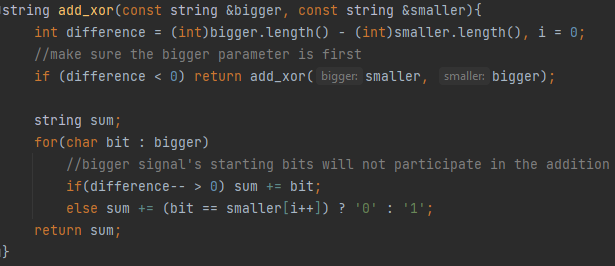 string add_xor(const string &bigger, const string &smaller){
int difference = (int)bigger.length() - (int)smaller.length(), i = 0;
//make sure the bigger parameter is first
if (difference < 0) return add_xor( bigger: smaller, smaller: bigger);
string sum;
for(char bit : bigger)
//bigger signal's starting bits will not participate in the addition
if(difference-- > 0) sum += bit;
else sum += (bit == smaller[i++]) ? '0' : '1';
return sum;
}